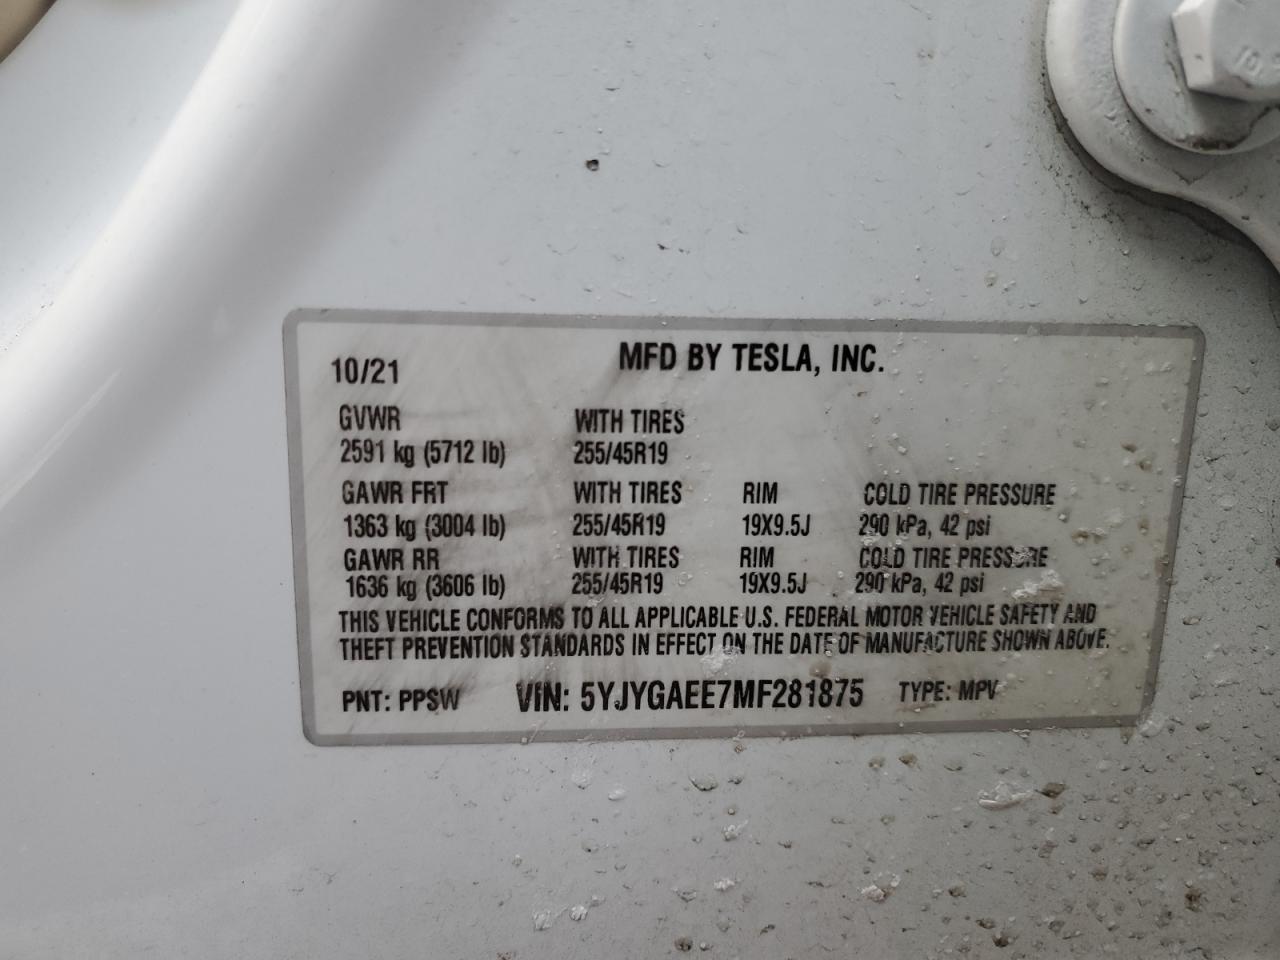 10/21 MFD BY TESLA, INC.
GVWR WITH TIRES
2591 kg (5712 lb) 255/45R19
GAWR FRT WITH TIRES RIM COLD TIRE PRESSURE
1363 kg (3004 lb) 255/45R19 19X9.5J 290 kPa, 42 psi
GAWR RR WITH TIRES RIM COLD TIRE PRESSURE
1636 kg (3606 lb) 255/45R19 19X9.5J 290 kPa, 42 psi
THIS VEHICLE CONFORMS TO ALL APPLICABLE U.S. FEDERAL MOTOR VEHICLE SAFETY AND
THEFT PREVENTION STANDARDS IN EFFECT ON THE DATE OF MANUFACTURE SHOWN ABOVE.
PNT: PPSW VIN: 5YJYGAEE7MF281875 TYPE: MPV